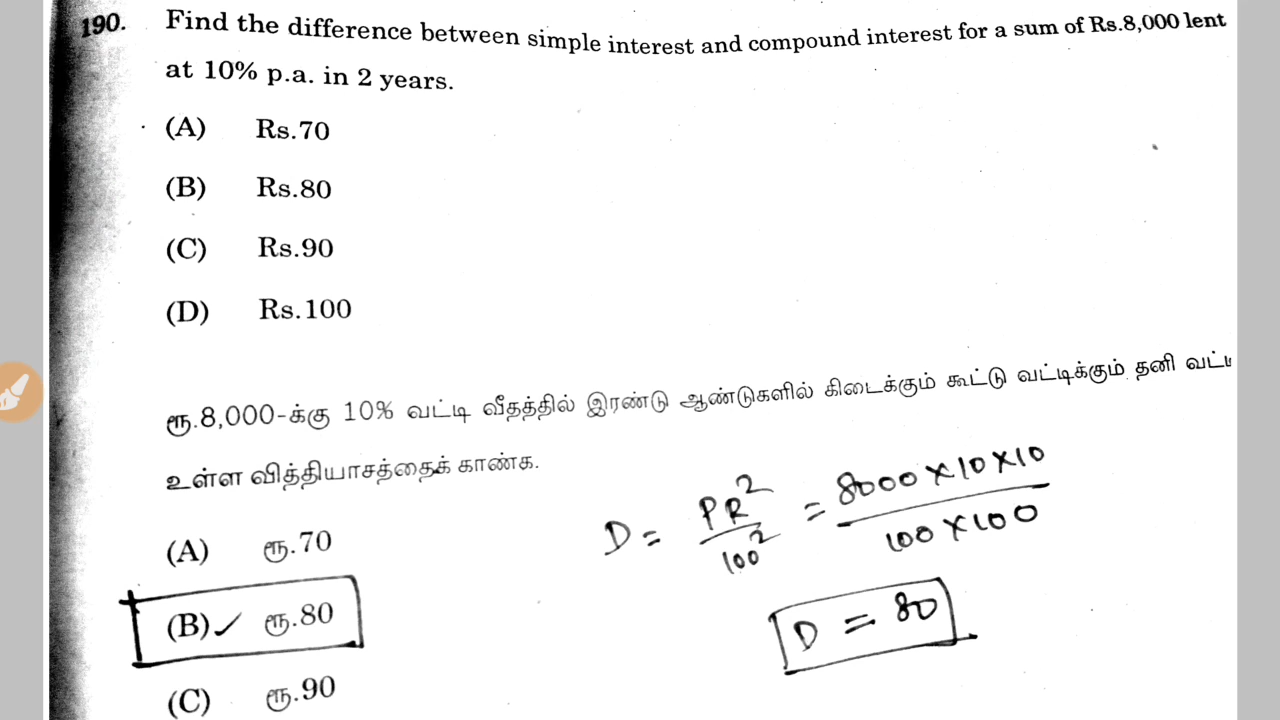 190. Find the difference between simple interest and compound interest for a sum of Rs.8,000 lent
at 10% p.a. in 2 years.
(A) Rs.70
(B) Rs.80
(C) Rs.90
(D) Rs.100
ரூ.8,000-க்கு 10% வட்டி வீதத்தில் இரண்டு ஆண்டுகளில் கிடைக்கும் கூட்டு வட்டிக்கும் தனி
உள்ள வித்தியாசத்தைக் காண்க.
D = PR²/100² = 8000×10×10/100×100
(A) ரூ.70
(B)✓ ரூ.80
D = 80
(C) ரூ.90